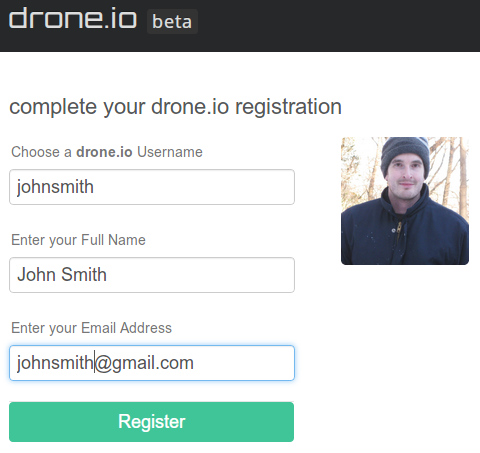 drone.io beta
complete your drone.io registration
Choose a drone.io Username
johnsmith
Enter your Full Name
John Smith
Enter your Email Address
johnsmith@gmail.com
Register